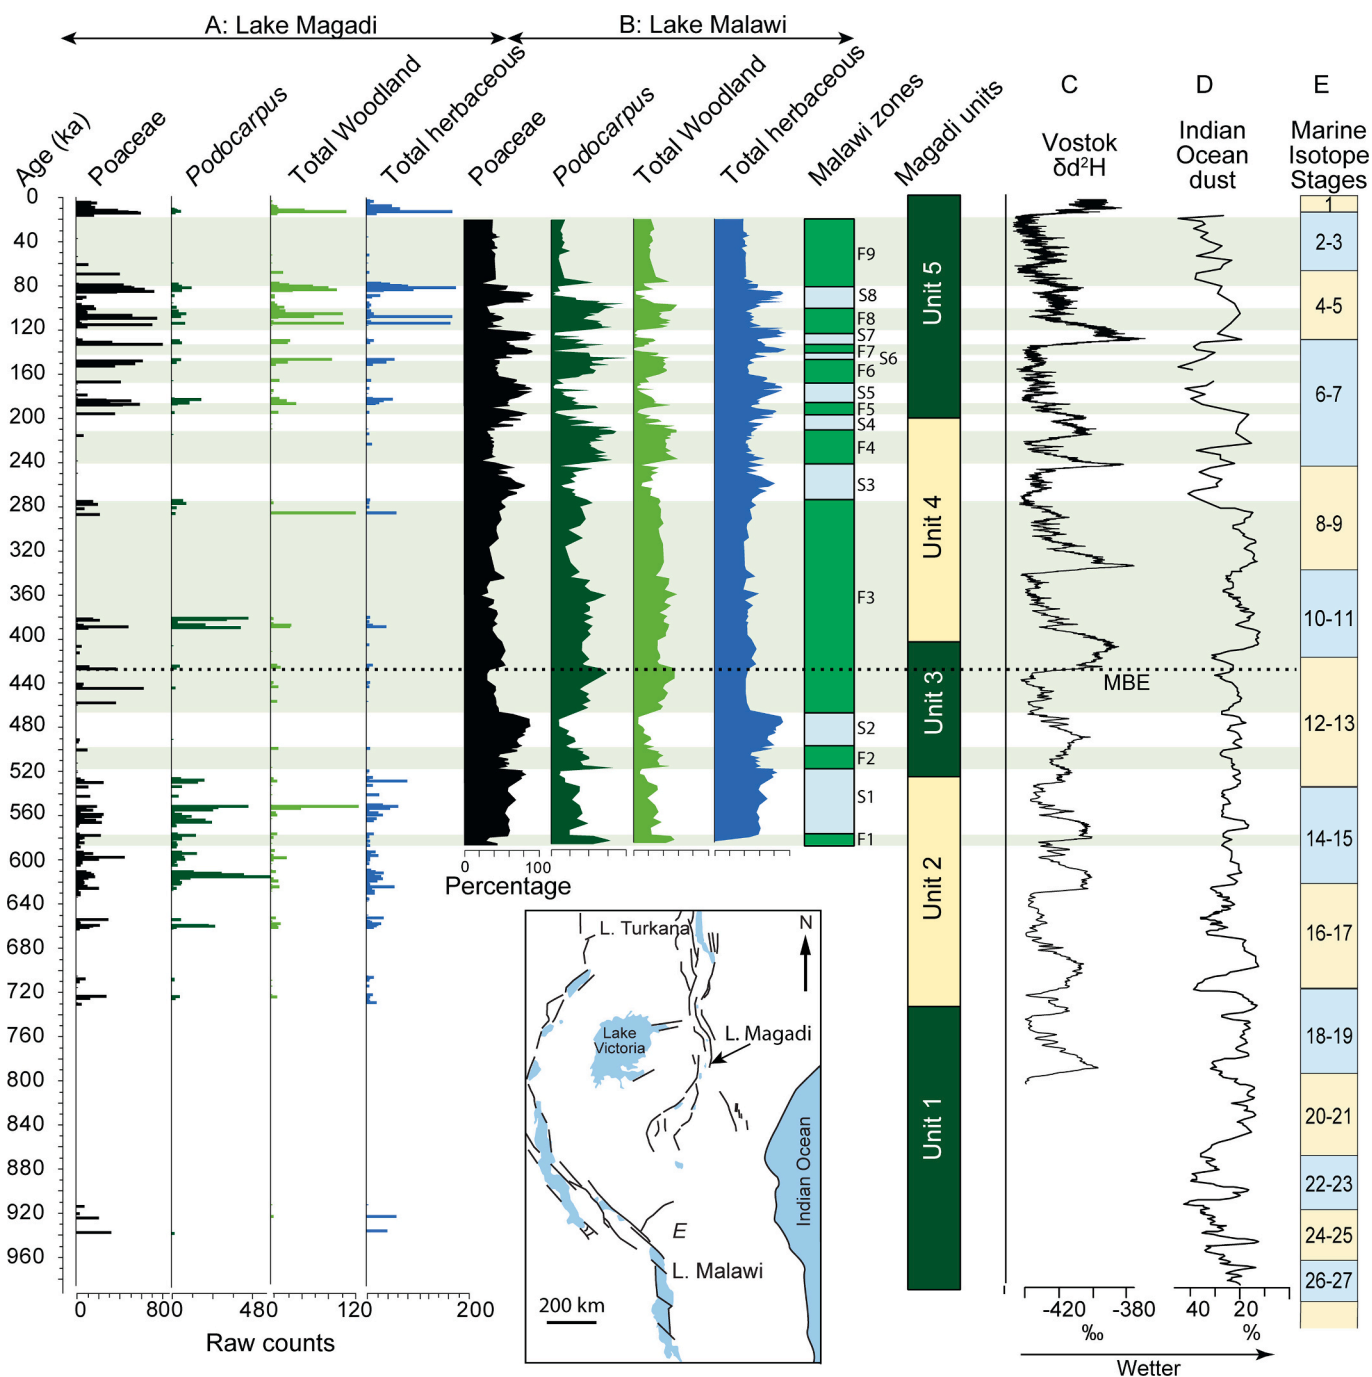 A: Lake Magadi
B: Lake Malawi
Age (ka)
Poaceae
Podocarpus
Total Woodland
Total herbaceous
Poaceae
Podocarpus
Total Woodland
Total herbaceous
Malawi zones
Magadi units
C
Vostok
δd²H
D
Indian
Ocean
dust
E
Marine
Isotope
Stages
0
40
80
120
160
200
240
280
320
360
400
440
480
520
560
600
640
680
720
760
800
840
880
920
960
F9
S8
F8
S7
F7
S6
F6
S5
F5
S4
F4
S3
F3
S2
F2
S1
F1
Unit 5
Unit 4
Unit 3
Unit 2
Unit 1
MBE
1
2-3
4-5
6-7
8-9
10-11
12-13
14-15
16-17
18-19
20-21
22-23
24-25
26-27
0 100
Percentage
L. Turkana
N
Lake
Victoria
L. Magadi
Indian Ocean
E
L. Malawi
200 km
0 800 0 480 0 120 0 200
Raw counts
-420 -380
‰
40 20
%
Wetter